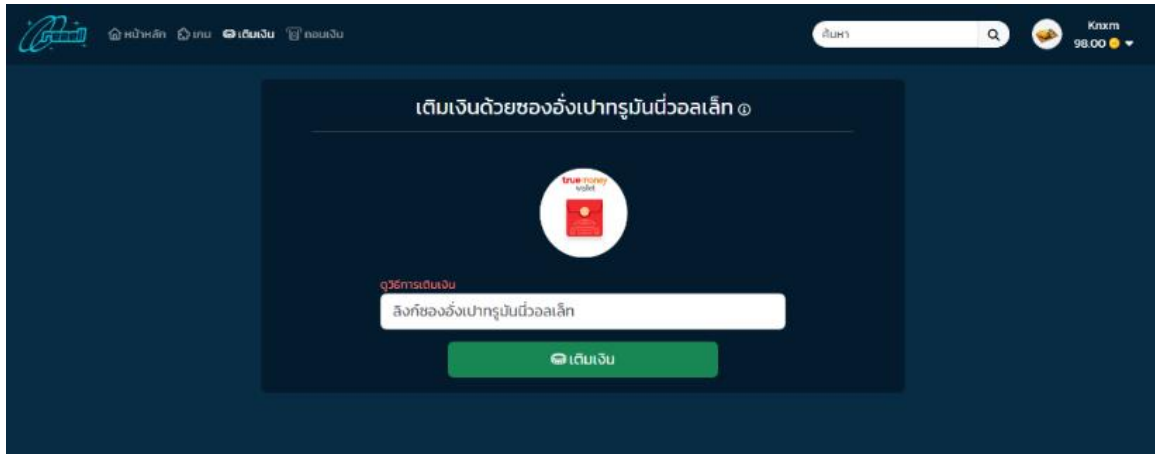 หน้าหลัก เกม เติมเงิน ถอนเงิน
ค้นหา
Knxm
98.00
เติมเงินด้วยซองอั่งเปาทรูมันนี่วอลเล็ท
truemoney
wallet
ดูวิธีการเติมเงิน
ลิงก์ซองอั่งเปาทรูมันนี่วอลเล็ท
เติมเงิน